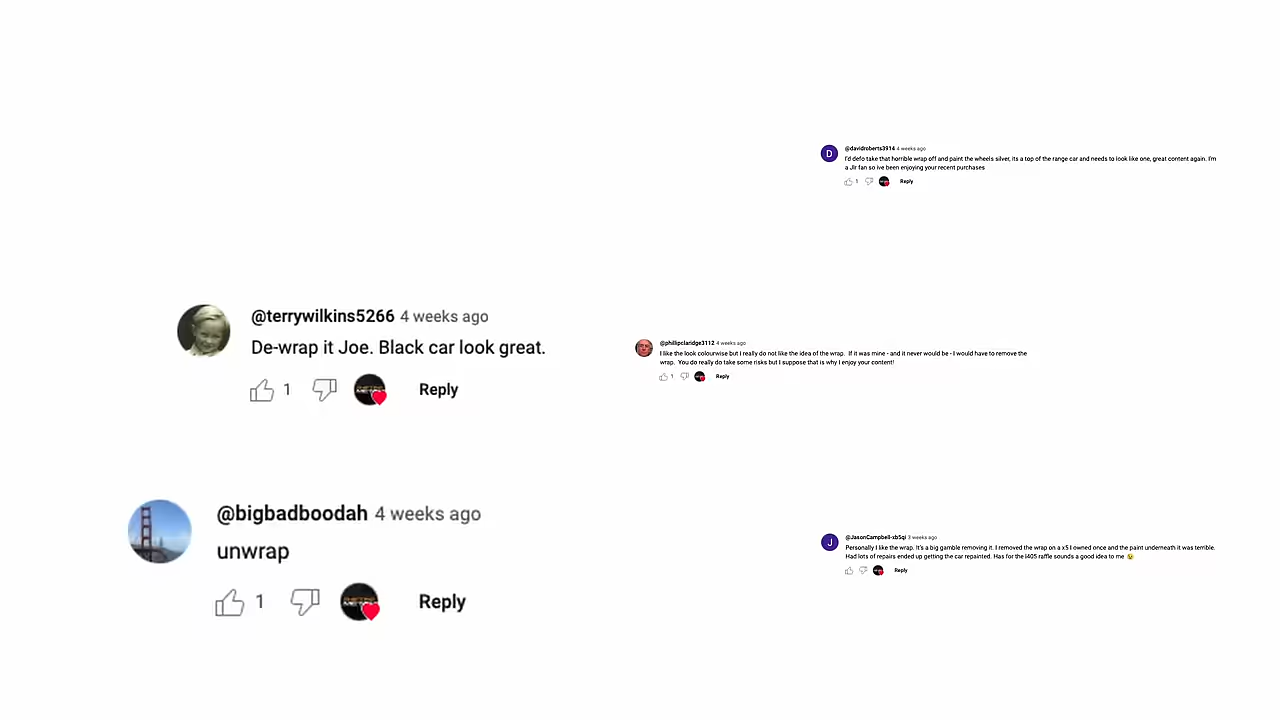 @davidroberts3914 4 weeks ago
I'd defo take that horrible wrap off and paint the wheels silver, its a top of the range car and needs to look like one, great content again. I'm
a Jlr fan so ive been enjoying your recent purchases
1 Reply
@terrywilkins5266 4 weeks ago
De-wrap it Joe. Black car look great.
1 Reply
@phillipclaridge3112 4 weeks ago
I like the look colourwise but i really do not like the idea of the wrap. If it was mine - and it never would be - I would have to remove the
wrap. You do really do take some risks but I suppose that is why I enjoy your content!
1 Reply
@bigbadboodah 4 weeks ago
unwrap
1 Reply
@JasonCampbell-xb5qi 3 weeks ago
Personally I like the wrap. It's a big gamble removing it. I removed the wrap on a x5 I owned once and the paint underneath it was terrible.
Had lots of repairs ended up getting the car repainted. Has for the l405 raffle sounds a good idea to me 😉
Reply